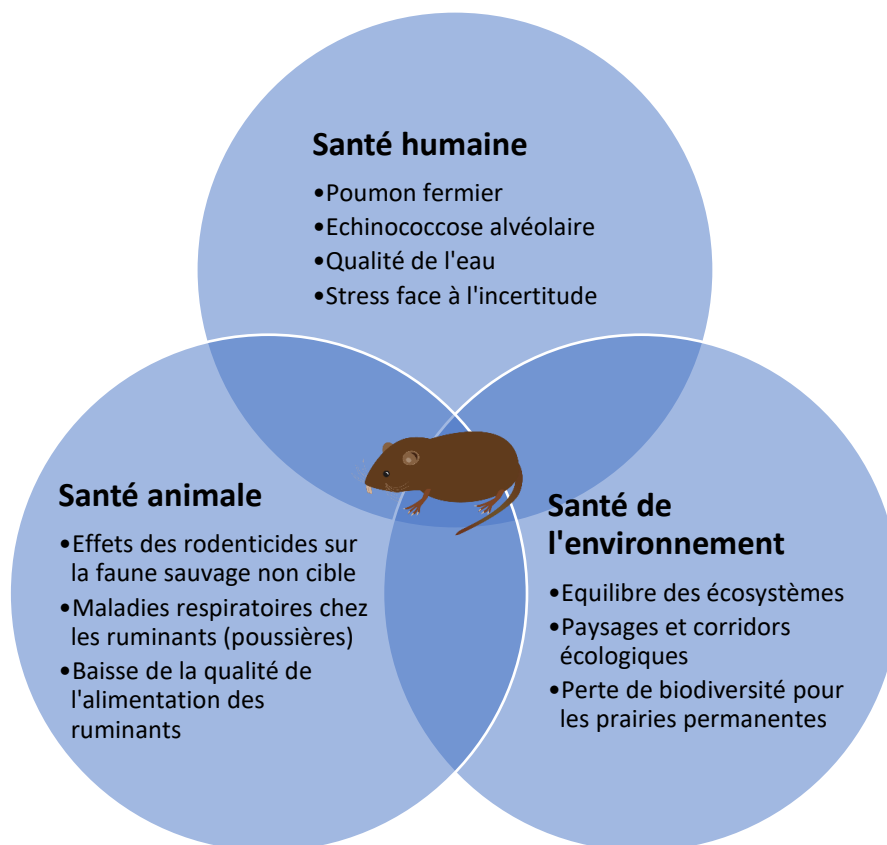 Santé humaine
•Poumon fermier
•Echinococcose alvéolaire
•Qualité de l'eau
•Stress face à l'incertitude
Santé animale
•Effets des rodenticides sur
la faune sauvage non cible
•Maladies respiratoires chez
les ruminants (poussières)
•Baisse de la qualité de
l'alimentation des
ruminants
Santé de
l'environnement
•Equilibre des écosystèmes
•Paysages et corridors
écologiques
•Perte de biodiversité pour
les prairies permanentes